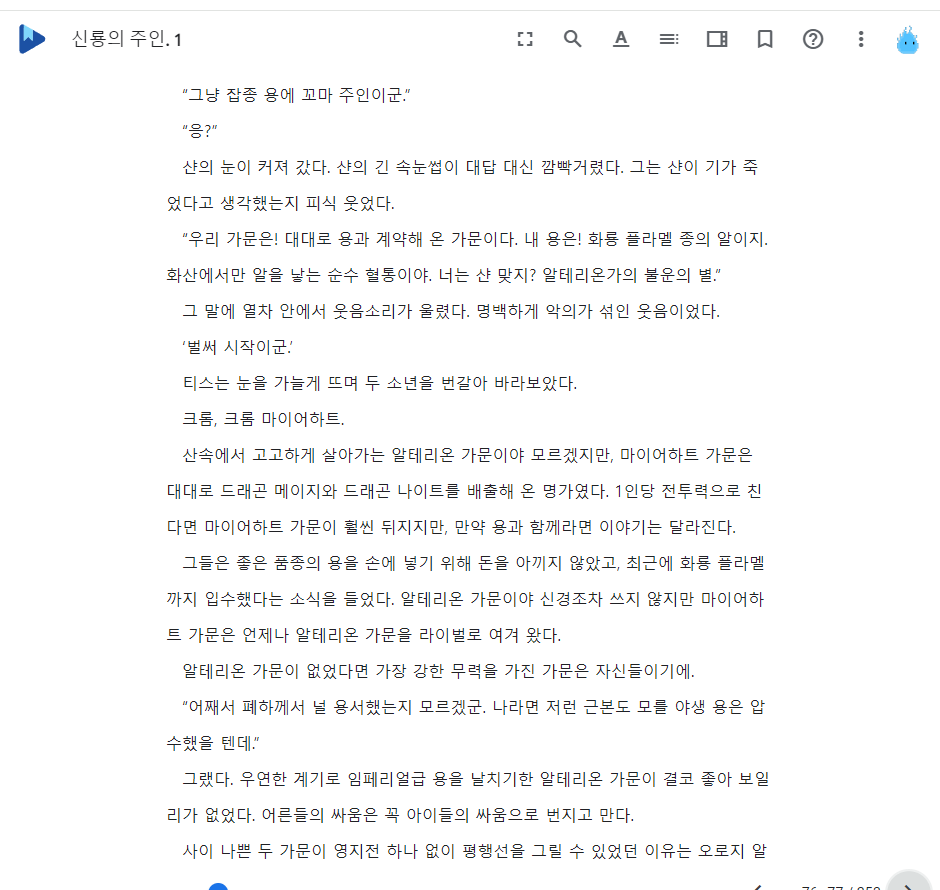 신룡의 주인. 1
“그냥 잡종 용에 꼬마 주인이군.”
“응?”
샨의 눈이 커져 갔다. 샨의 긴 속눈썹이 대답 대신 깜빡거렸다. 그는 샨이 기가 죽
었다고 생각했는지 피식 웃었다.
“우리 가문은! 대대로 용과 계약해 온 가문이다. 내 용은! 화룡 플라멜 종의 알이지.
화산에서만 알을 낳는 순수 혈통이야. 너는 샨 맞지? 알테리온가의 불운의 별.”
그 말에 열차 안에서 웃음소리가 울렸다. 명백하게 악의가 섞인 웃음이었다.
‘벌써 시작이군.’
티스는 눈을 가늘게 뜨며 두 소년을 번갈아 바라보았다.
크롬, 크롬 마이어하트.
산속에서 고고하게 살아가는 알테리온 가문이야 모르겠지만, 마이어하트 가문은
대대로 드래곤 메이지와 드래곤 나이트를 배출해 온 명가였다. 1인당 전투력으로 친
다면 마이어하트 가문이 훨씬 뒤지지만, 만약 용과 함께라면 이야기는 달라진다.
그들은 좋은 품종의 용을 손에 넣기 위해 돈을 아끼지 않았고, 최근에 화룡 플라멜
까지 입수했다는 소식을 들었다. 알테리온 가문이야 신경조차 쓰지 않지만 마이어하
트 가문은 언제나 알테리온 가문을 라이벌로 여겨 왔다.
알테리온 가문이 없었다면 가장 강한 무력을 가진 가문은 자신들이기에.
“어째서 폐하께서 널 용서했는지 모르겠군. 나라면 저런 근본도 모를 야생 용은 압
수했을 텐데.”
그랬다. 우연한 계기로 임페리얼급 용을 날치기한 알테리온 가문이 결코 좋아 보일
리가 없었다. 어른들의 싸움은 꼭 아이들의 싸움으로 번지고 만다.
사이 나쁜 두 가문이 영지전 하나 없이 평행선을 그릴 수 있었던 이유는 오로지 알